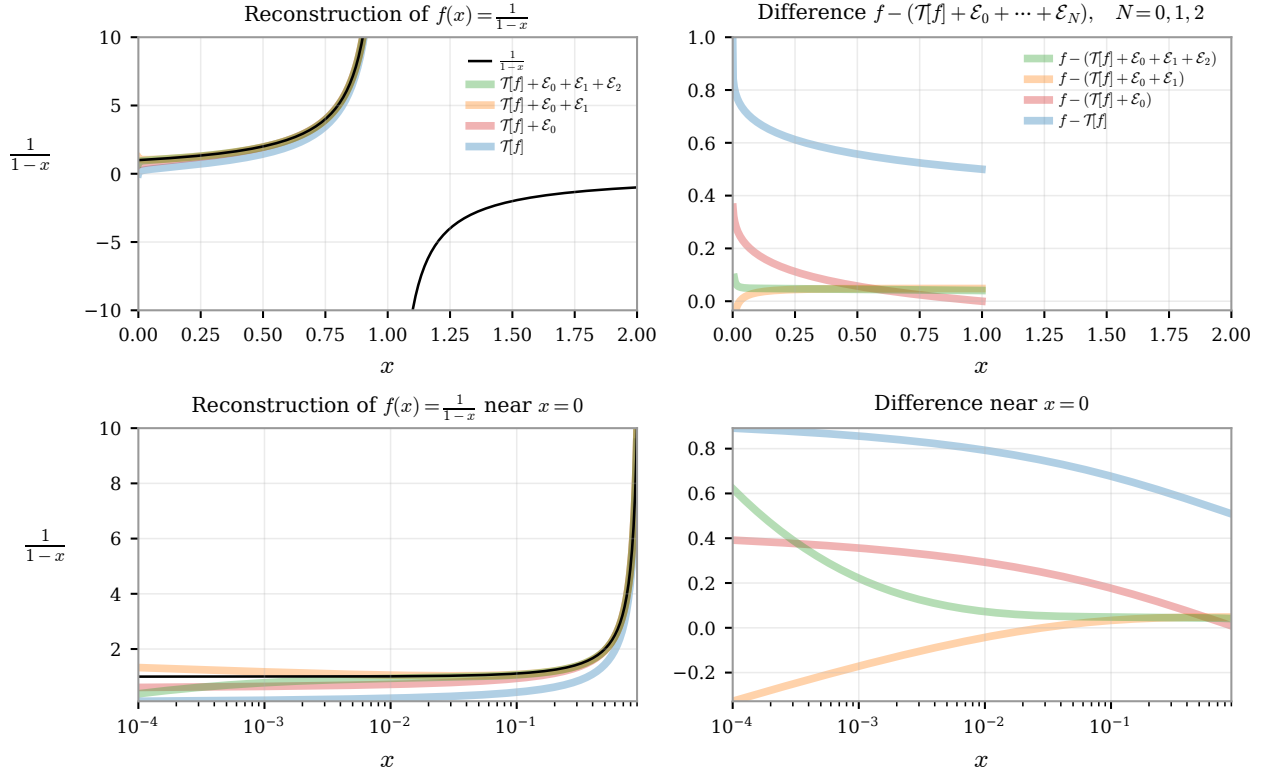 Reconstruction of f(x) = 1/(1−x)
10
5
0
−5
−10
0.00 0.25 0.50 0.75 1.00 1.25 1.50 1.75 2.00
x
1/(1−x)
1/(1−x)
𝒯[f] + ℰ₀ + ℰ₁ + ℰ₂
𝒯[f] + ℰ₀ + ℰ₁
𝒯[f] + ℰ₀
𝒯[f]
Difference f − (𝒯[f] + ℰ₀ + ⋯ + ℰ_N), N = 0, 1, 2
1.0
0.8
0.6
0.4
0.2
0.0
0.00 0.25 0.50 0.75 1.00 1.25 1.50 1.75 2.00
x
f − (𝒯[f] + ℰ₀ + ℰ₁ + ℰ₂)
f − (𝒯[f] + ℰ₀ + ℰ₁)
f − (𝒯[f] + ℰ₀)
f − 𝒯[f]
Reconstruction of f(x) = 1/(1−x) near x = 0
10
8
6
4
2
10⁻⁴ 10⁻³ 10⁻² 10⁻¹
x
1/(1−x)
Difference near x = 0
0.8
0.6
0.4
0.2
0.0
−0.2
10⁻⁴ 10⁻³ 10⁻² 10⁻¹
x